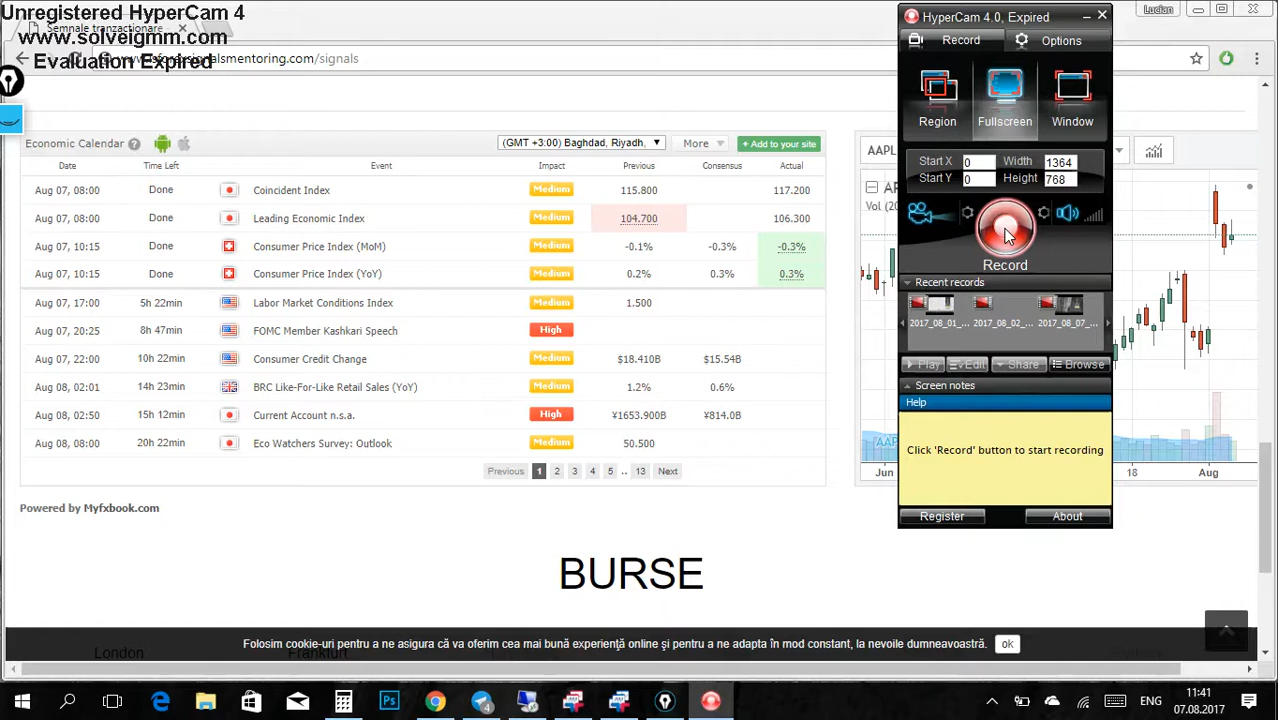 Unregistered HyperCam 4
www.solveigmm.com
Evaluation Expired
Semnale tranzactionare
Lucian
forexsignalsmentoring.com/signals
HyperCam 4.0, Expired
Record
Options
Region
Fullscreen
Window
Start X 0 Width 1364
Start Y 0 Height 768
Record
Recent records
2017_08_01_... 2017_08_02_... 2017_08_07_...
Play Edit Share Browse
Screen notes
Help
Click 'Record' button to start recording
Register About
Economic Calendar
(GMT +3:00) Baghdad, Riyadh,
More
+ Add to your site
Date Time Left Event Impact Previous Consensus Actual
Aug 07, 08:00 Done Coincident Index Medium 115.800 117.200
Aug 07, 08:00 Done Leading Economic Index Medium 104.700 106.300
Aug 07, 10:15 Done Consumer Price Index (MoM) Medium -0.1% -0.3% -0.3%
Aug 07, 10:15 Done Consumer Price Index (YoY) Medium 0.2% 0.3% 0.3%
Aug 07, 17:00 5h 22min Labor Market Conditions Index Medium 1.500
Aug 07, 20:25 8h 47min FOMC Member Kashkari Speech High
Aug 07, 22:00 10h 22min Consumer Credit Change Medium $18.410B $15.54B
Aug 08, 02:01 14h 23min BRC Like-For-Like Retail Sales (YoY) Medium 1.2% 0.6%
Aug 08, 02:50 15h 12min Current Account n.s.a. High ¥1653.900B ¥814.0B
Aug 08, 08:00 20h 22min Eco Watchers Survey: Outlook Medium 50.500
Previous 1 2 3 4 5 .. 13 Next
Powered by Myfxbook.com
AAPL
Vol (20
Jun 18 Aug
BURSE
London Frankfurt
Folosim cookie-uri pentru a ne asigura că va oferim cea mai bună experienţă online şi pentru a ne adapta în mod constant, la nevoile dumneavoastră.
ok
ENG
11:41
07.08.2017